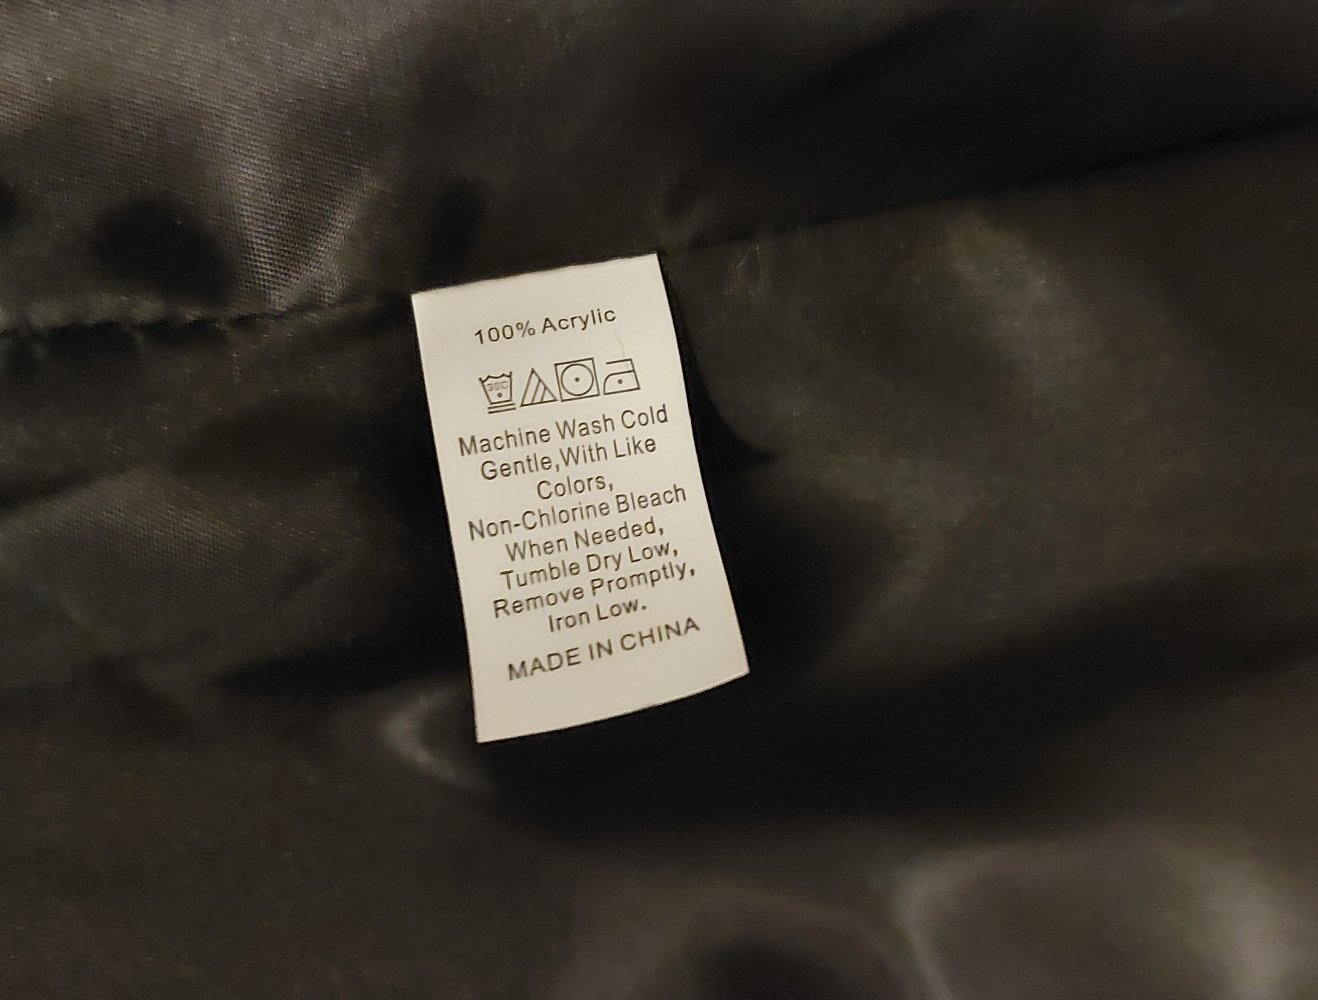 100% Acrylic
30C
Machine Wash Cold
Gentle,With Like
Colors,
Non-Chlorine Bleach
When Needed,
Tumble Dry Low,
Remove Promptly,
Iron Low.
MADE IN CHINA